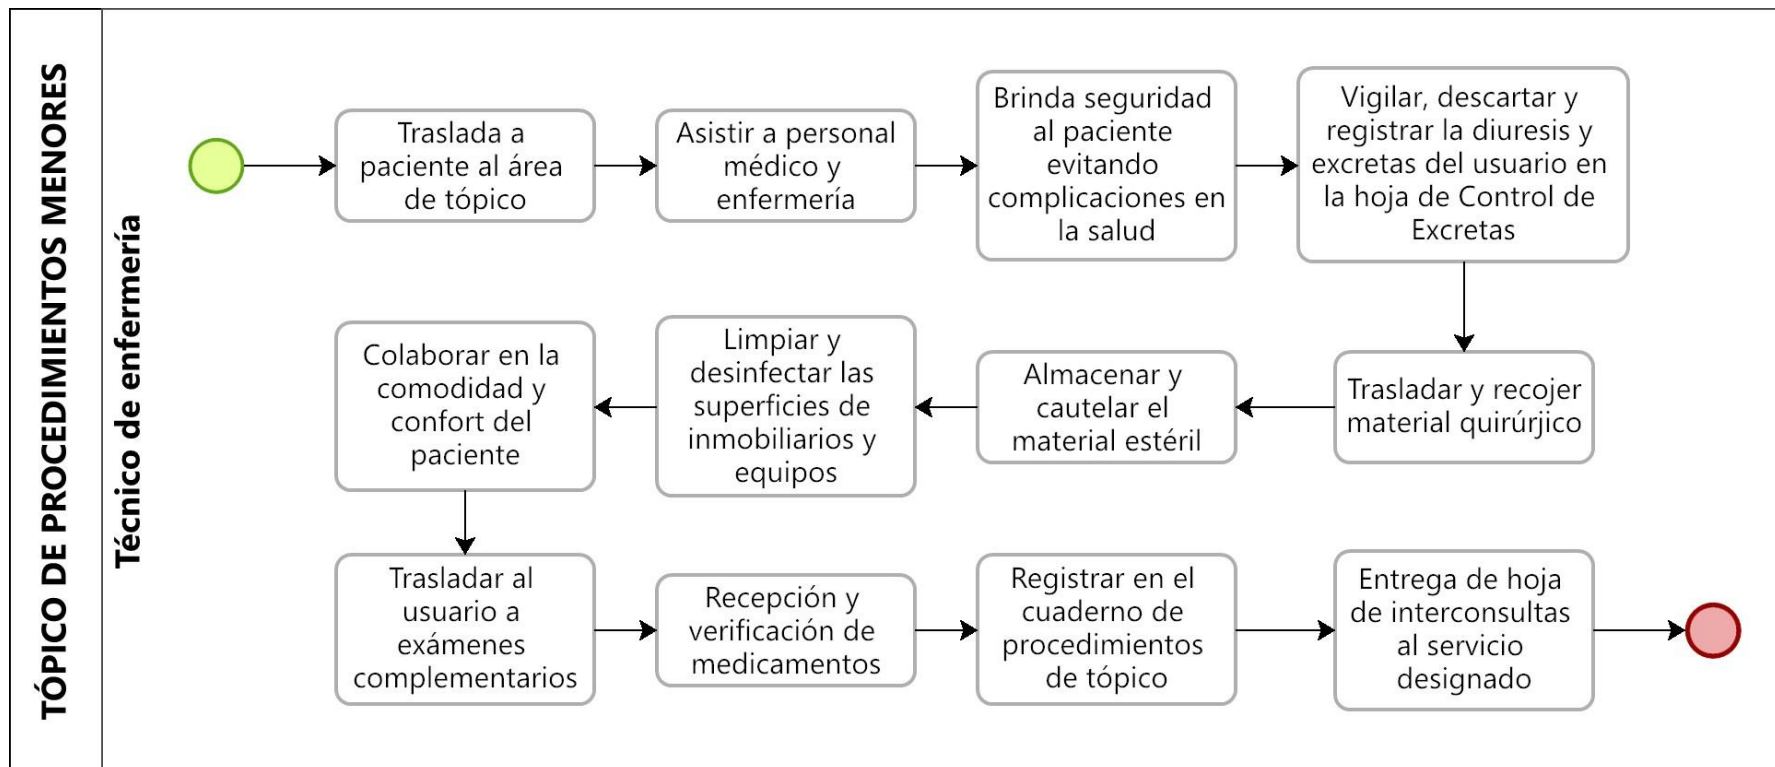 TÓPICO DE PROCEDIMIENTOS MENORES
Técnico de enfermería
Traslada a
paciente al área
de tópico
Asistir a personal
médico y
enfermería
Brinda seguridad
al paciente
evitando
complicaciones en
la salud
Vigilar, descartar y
registrar la diuresis y
excretas del usuario en
la hoja de Control de
Excretas
Trasladar y recojer
material quirúrjico
Almacenar y
cautelar el
material estéril
Limpiar y
desinfectar las
superficies de
inmobiliarios y
equipos
Colaborar en la
comodidad y
confort del
paciente
Trasladar al
usuario a
exámenes
complementarios
Recepción y
verificación de
medicamentos
Registrar en el
cuaderno de
procedimientos
de tópico
Entrega de hoja
de interconsultas
al servicio
designado